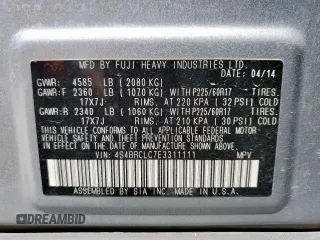 MFD BY FUJI HEAVY INDUSTRIES LTD.
04/14
GVWR: 4585 LB (2080 KG)
GAWR:F 2360 LB (1070 KG) WITH P225/60R17 TIRES.
17X7J RIMS, AT 220 KPA (32 PSI) COLD
GAWR:R 2340 LB (1060 KG) WITH P225/60R17 TIRES.
17X7J RIMS, AT 210 KPA (30 PSI) COLD
THIS VEHICLE CONFORMS TO ALL APPLICABLE
FEDERAL MOTOR VEHICLE SAFETY AND THEFT
PREVENTION STANDARDS IN EFFECT ON THE DATE
OF MANUFACTURE SHOWN ABOVE.
VIN: 4S4BRCLC7E3311111 MPV
ASSEMBLED BY SIA INC. MADE IN U.S.A.
AUTOBIDMASTER